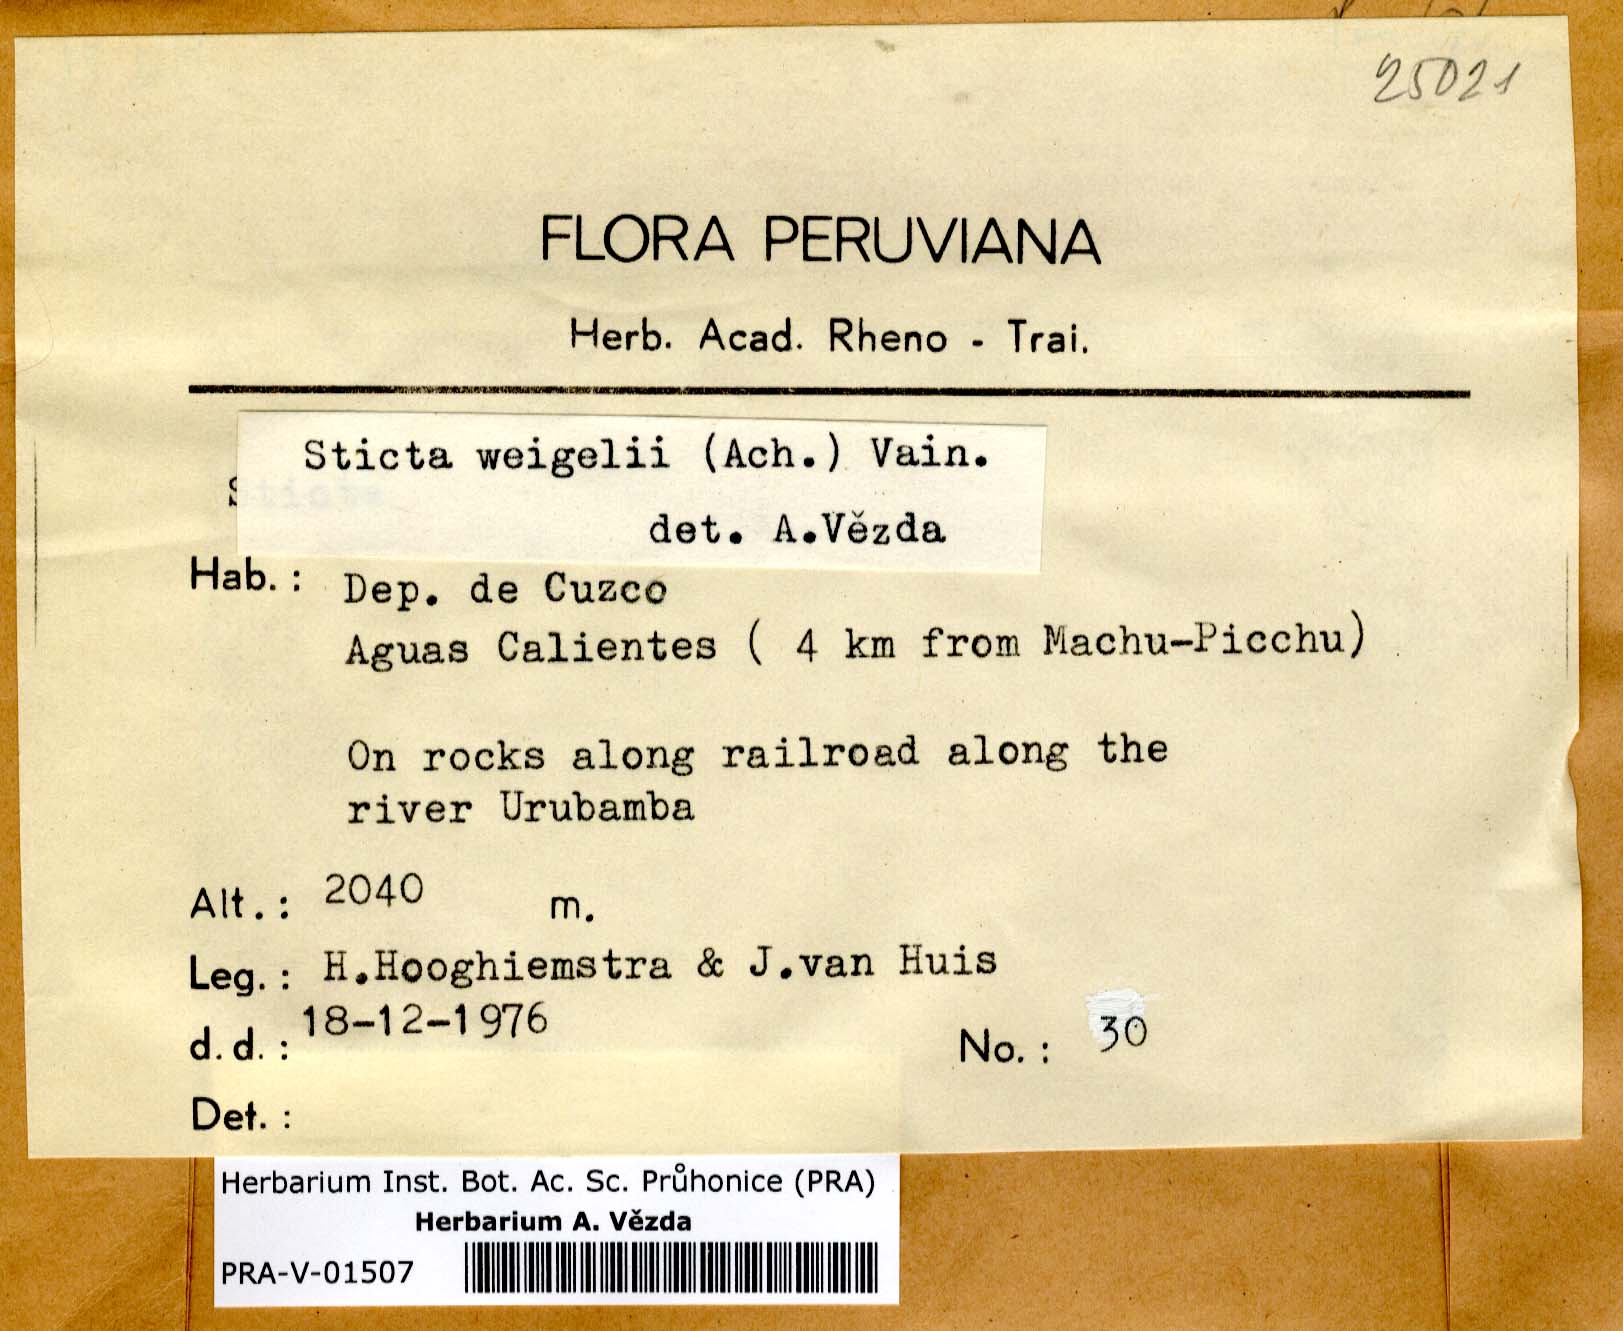 25021
FLORA PERUVIANA
Herb. Acad. Rheno - Trai.
Sticta weigelii (Ach.) Vain.
Sticta
det. A.Vězda
Hab. : Dep. de Cuzco
Aguas Calientes ( 4 km from Machu-Picchu)
On rocks along railroad along the
river Urubamba
Alt. : 2040 m.
Leg. : H.Hooghiemstra & J.van Huis
d.d. : 18-12-1976
No. : 30
Det. :
Herbarium Inst. Bot. Ac. Sc. Průhonice (PRA)
Herbarium A. Vězda
PRA-V-01507